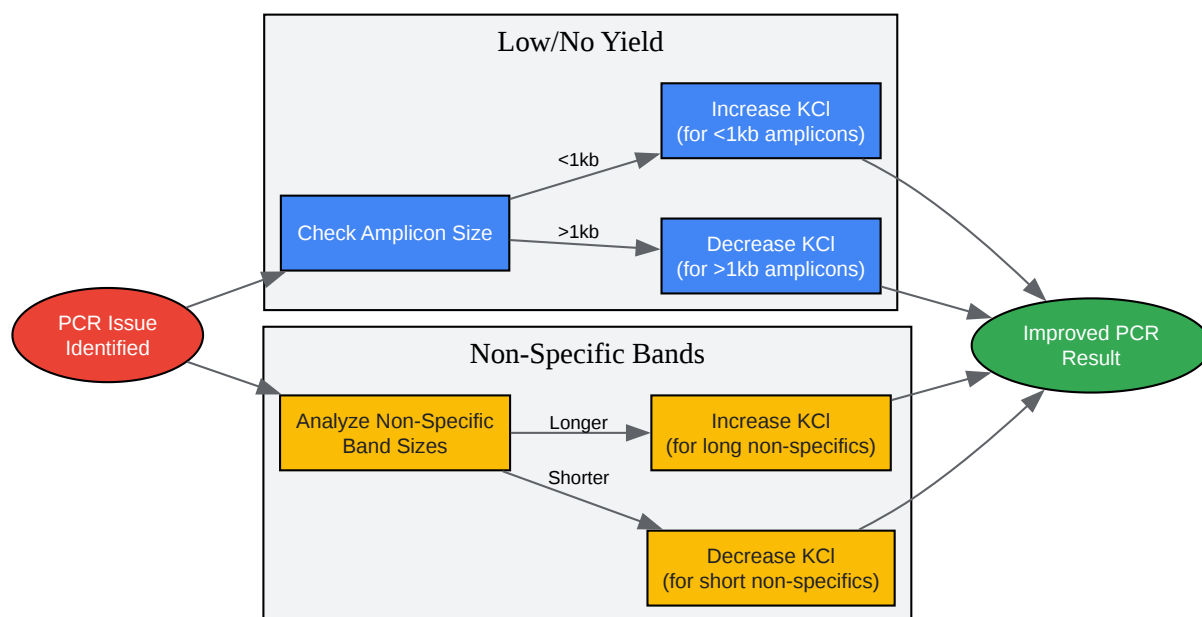 Low/No Yield
Increase KCl
(for <1kb amplicons)
<1kb
Check Amplicon Size
>1kb
Decrease KCl
(for >1kb amplicons)
PCR Issue
Identified
Improved PCR
Result
Non-Specific Bands
Analyze Non-Specific
Band Sizes
Longer
Increase KCl
(for long non-specifics)
Shorter
Decrease KCl
(for short non-specifics)